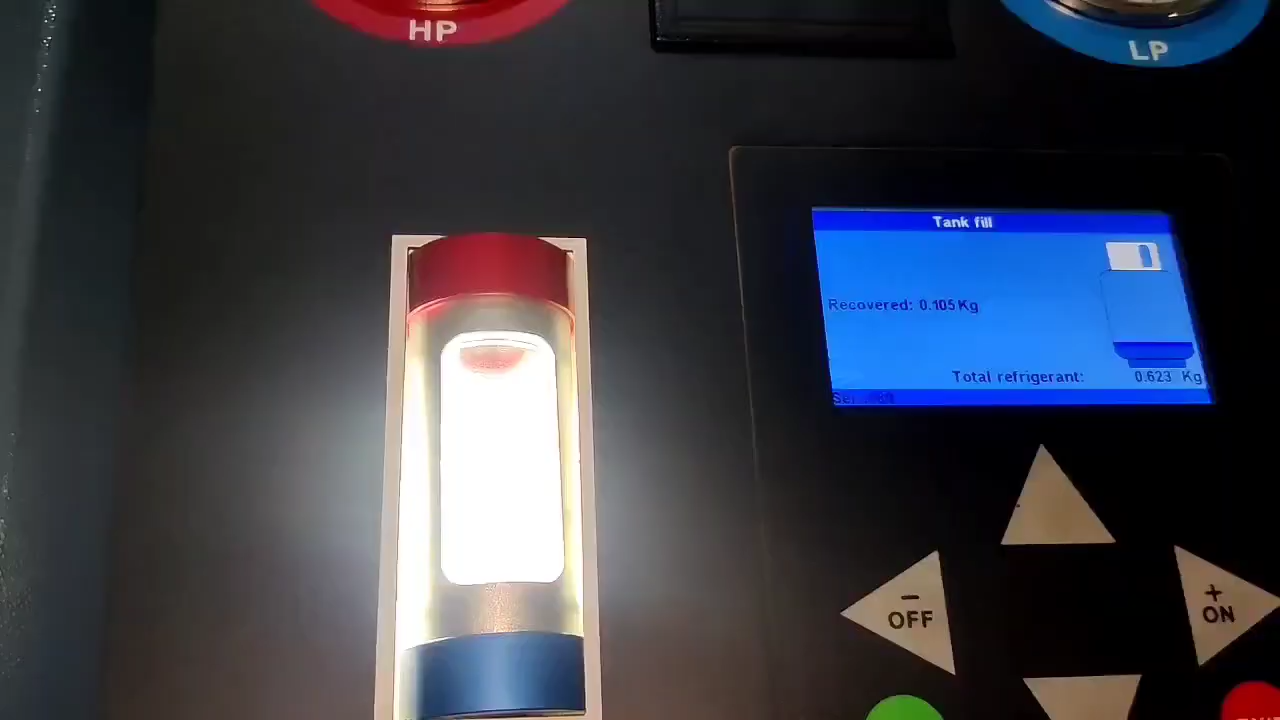 HP
LP
Tank fill
Recovered: 0.105 Kg
Total refrigerant: 0.623 Kg
-
OFF
+
ON